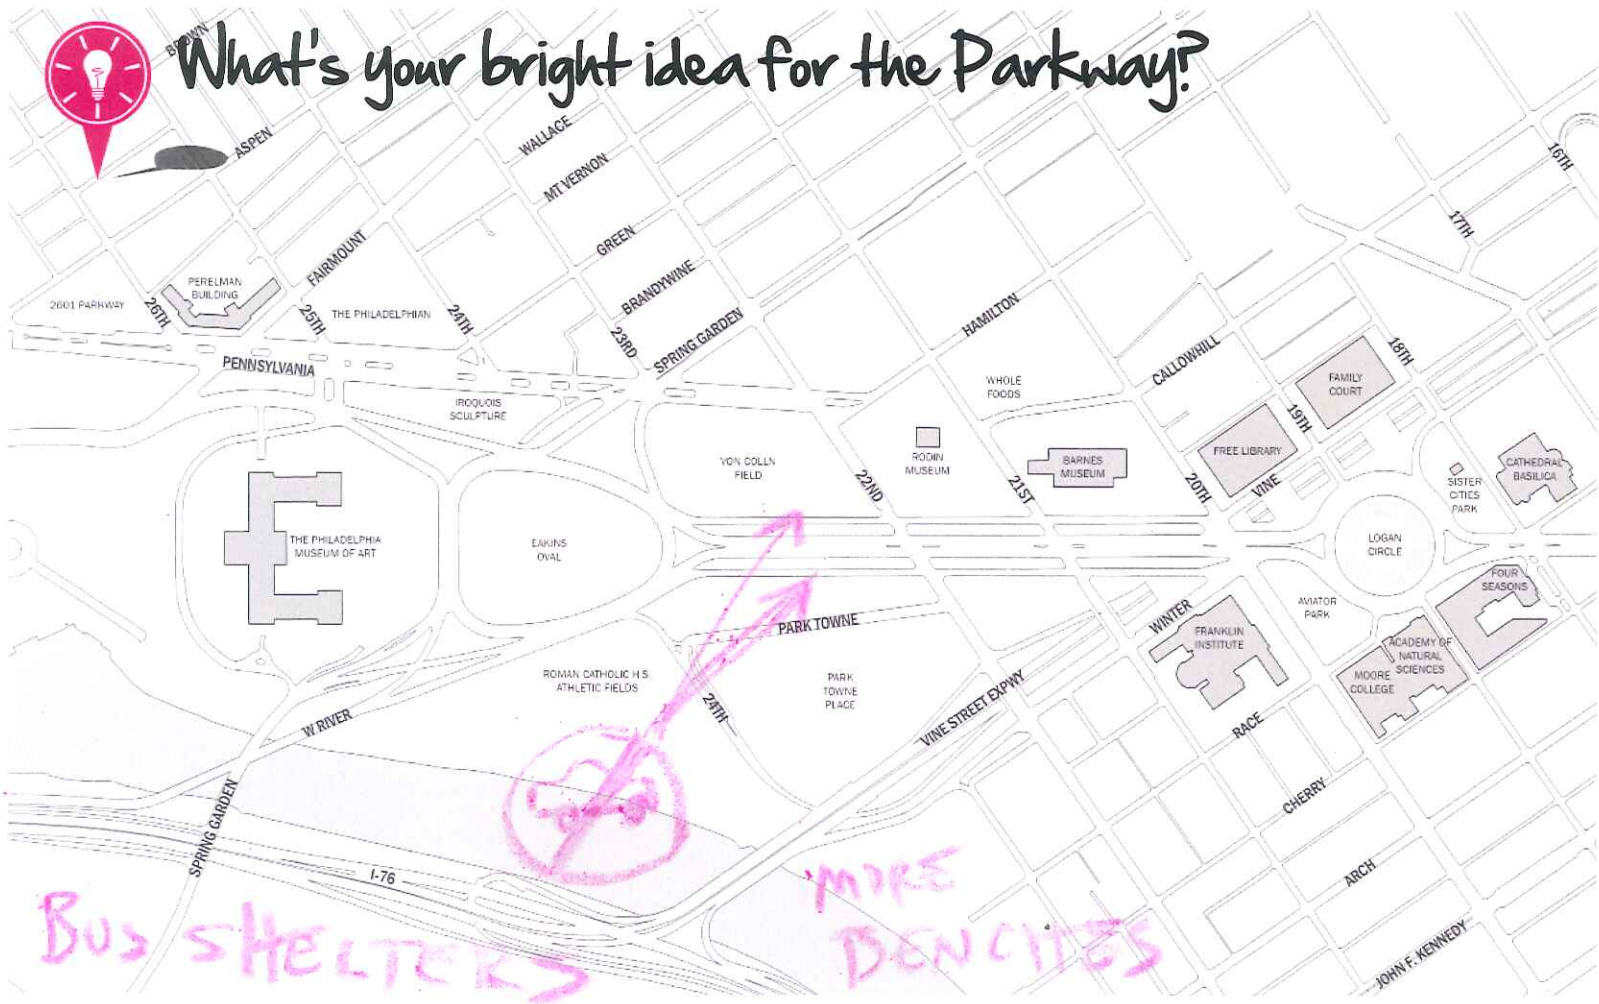 What's your bright idea for the Parkway?
BROWN
ASPEN
WALLACE
MT VERNON
GREEN
BRANDYWINE
SPRING GARDEN
FAIRMOUNT
16TH
17TH
PERELMAN
BUILDING
2601 PARKWAY
26TH
25TH
THE PHILADELPHIAN
24TH
23RD
HAMILTON
CALLOWHILL
18TH
PENNSYLVANIA
IROQUOIS
SCULPTURE
WHOLE
FOODS
FAMILY
COURT
19TH
VON COLLN
FIELD
22ND
RODIN
MUSEUM
21ST
BARNES
MUSEUM
20TH
FREE LIBRARY
VINE
SISTER
CITIES
PARK
CATHEDRAL
BASILICA
THE PHILADELPHIA
MUSEUM OF ART
EAKINS
OVAL
LOGAN
CIRCLE
FOUR
SEASONS
AVIATOR
PARK
PARK TOWNE
WINTER
FRANKLIN
INSTITUTE
ACADEMY OF
NATURAL
SCIENCES
MOORE
COLLEGE
ROMAN CATHOLIC H.S.
ATHLETIC FIELDS
PARK
TOWNE
PLACE
24TH
W RIVER
VINE STREET EXPWY
RACE
CHERRY
SPRING GARDEN
I-76
ARCH
JOHN F. KENNEDY
BUS SHELTERS
MORE
BENCHES